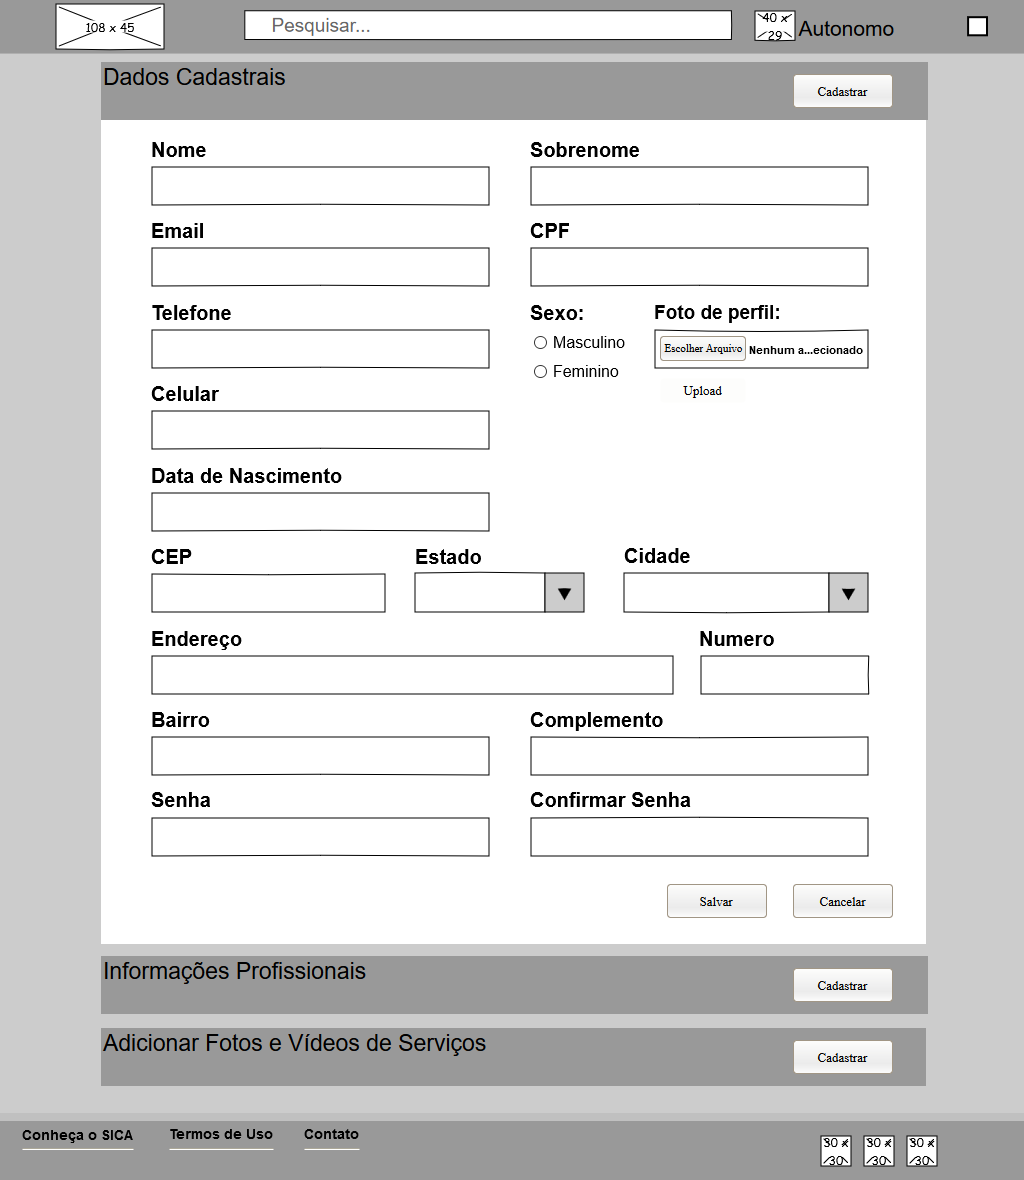 108 x 45
Pesquisar...
40 x
29
Autonomo
Dados Cadastrais
Cadastrar
Nome
Sobrenome
Email
CPF
Telefone
Sexo:
Foto de perfil:
Masculino
Escolher Arquivo
Nenhum a...ecionado
Feminino
Upload
Celular
Data de Nascimento
CEP
Estado
Cidade
Endereço
Numero
Bairro
Complemento
Senha
Confirmar Senha
Salvar
Cancelar
Informações Profissionais
Cadastrar
Adicionar Fotos e Vídeos de Serviços
Cadastrar
Conheça o SICA
Termos de Uso
Contato
30 x
30
30 x
30
30 x
30